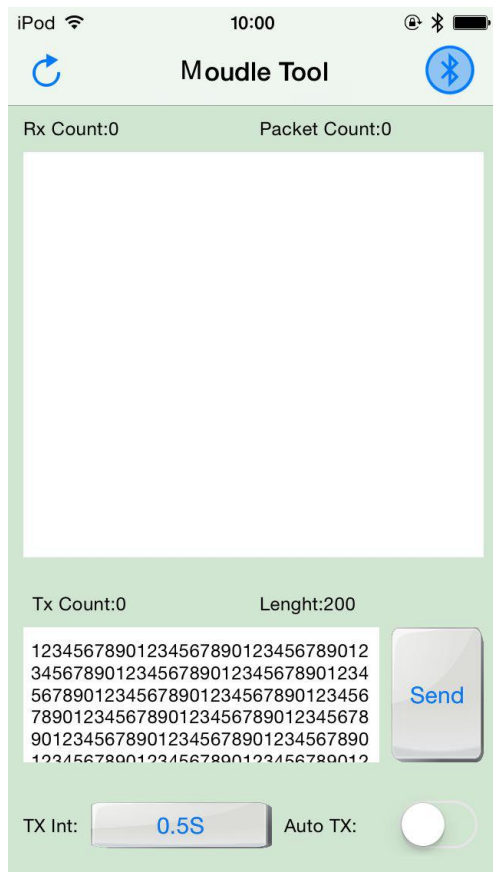 iPod 10:00
Moudle Tool
Rx Count:0 Packet Count:0
Tx Count:0 Lenght:200
12345678901234567890123456789012
34567890123456789012345678901234
56789012345678901234567890123456
78901234567890123456789012345678
90123456789012345678901234567890
12345678901234567890123456789012
Send
TX Int: 0.5S Auto TX: